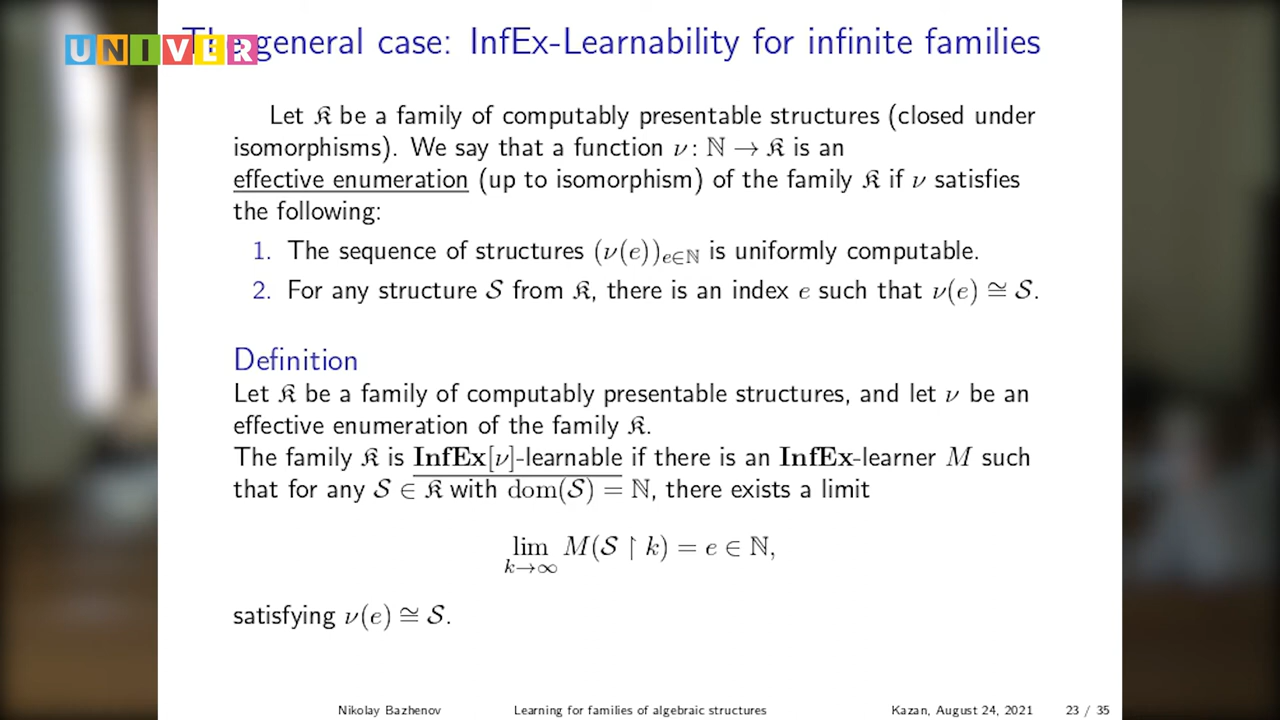 UNIVER
The general case: InfEx-Learnability for infinite families
Let 𝔎 be a family of computably presentable structures (closed under
isomorphisms). We say that a function ν: ℕ → 𝔎 is an
effective enumeration (up to isomorphism) of the family 𝔎 if ν satisfies
the following:
1. The sequence of structures (ν(e))_{e∈ℕ} is uniformly computable.
2. For any structure 𝒮 from 𝔎, there is an index e such that ν(e) ≅ 𝒮.
Definition
Let 𝔎 be a family of computably presentable structures, and let ν be an
effective enumeration of the family 𝔎.
The family 𝔎 is InfEx[ν]-learnable if there is an InfEx-learner M such
that for any 𝒮 ∈ 𝔎 with dom(𝒮) = ℕ, there exists a limit
lim_{k→∞} M(𝒮 ↾ k) = e ∈ ℕ,
satisfying ν(e) ≅ 𝒮.
Nikolay Bazhenov Learning for families of algebraic structures Kazan, August 24, 2021 23 / 35